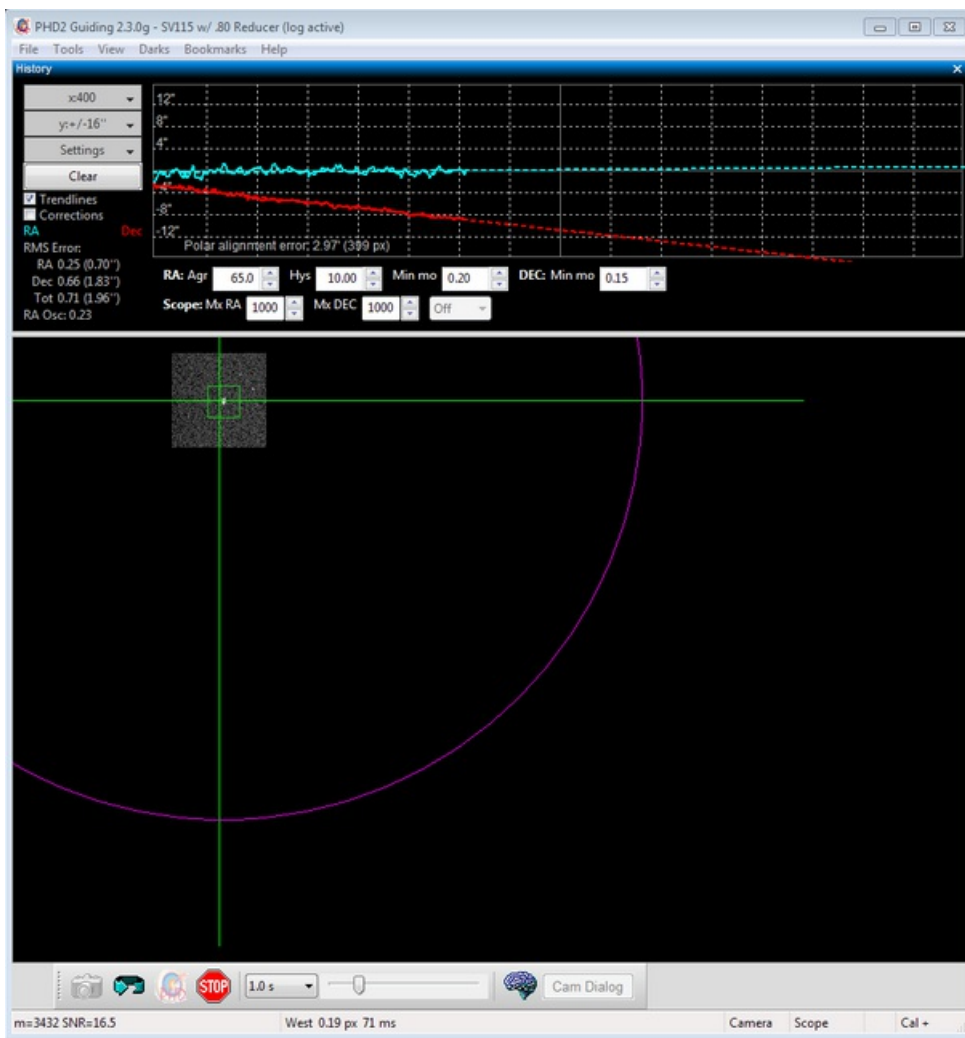 PHD2 Guiding 2.3.0g - SV115 w/ .80 Reducer (log active)
File Tools View Darks Bookmarks Help
History
x:400
y:+/-16"
Settings
Clear
Trendlines
Corrections
RA Dec
RMS Error:
RA 0.25 (0.70")
Dec 0.66 (1.83")
Tot 0.71 (1.96")
RA Osc: 0.23
12"
8"
4"
-4"
-8"
-12"
Polar alignment error: 2.97' (399 px)
RA: Agr 65.0 Hys 10.00 Min mo 0.20 DEC: Min mo 0.15
Scope: Mx RA 1000 Mx DEC 1000 Off
STOP 1.0 s Cam Dialog
m=3432 SNR=16.5 West 0.19 px 71 ms Camera Scope Cal +